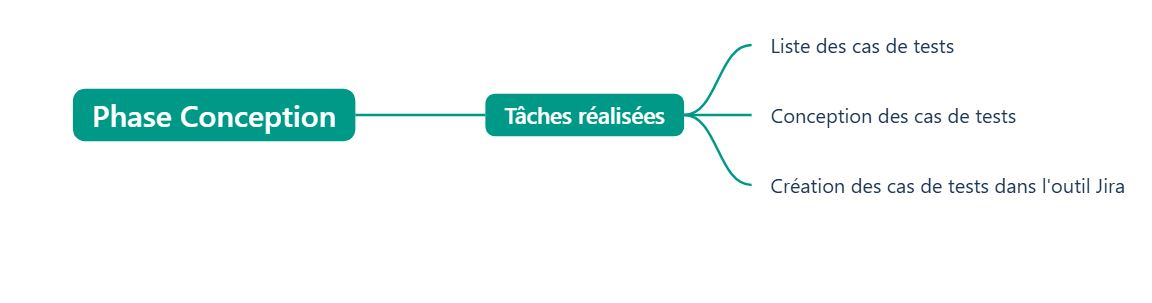 Phase Conception
Tâches réalisées
Liste des cas de tests
Conception des cas de tests
Création des cas de tests dans l'outil Jira